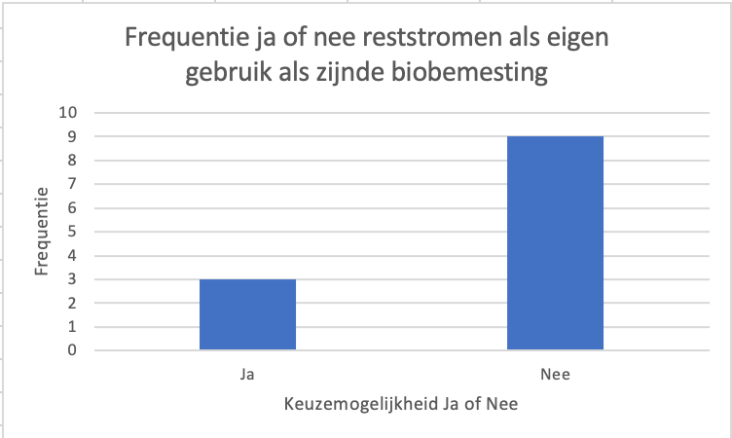 Frequentie ja of nee reststromen als eigen
gebruik als zijnde biobemesting
10
9
8
7
6
5
4
3
2
1
0
Frequentie
Ja
Nee
Keuzemogelijkheid Ja of Nee